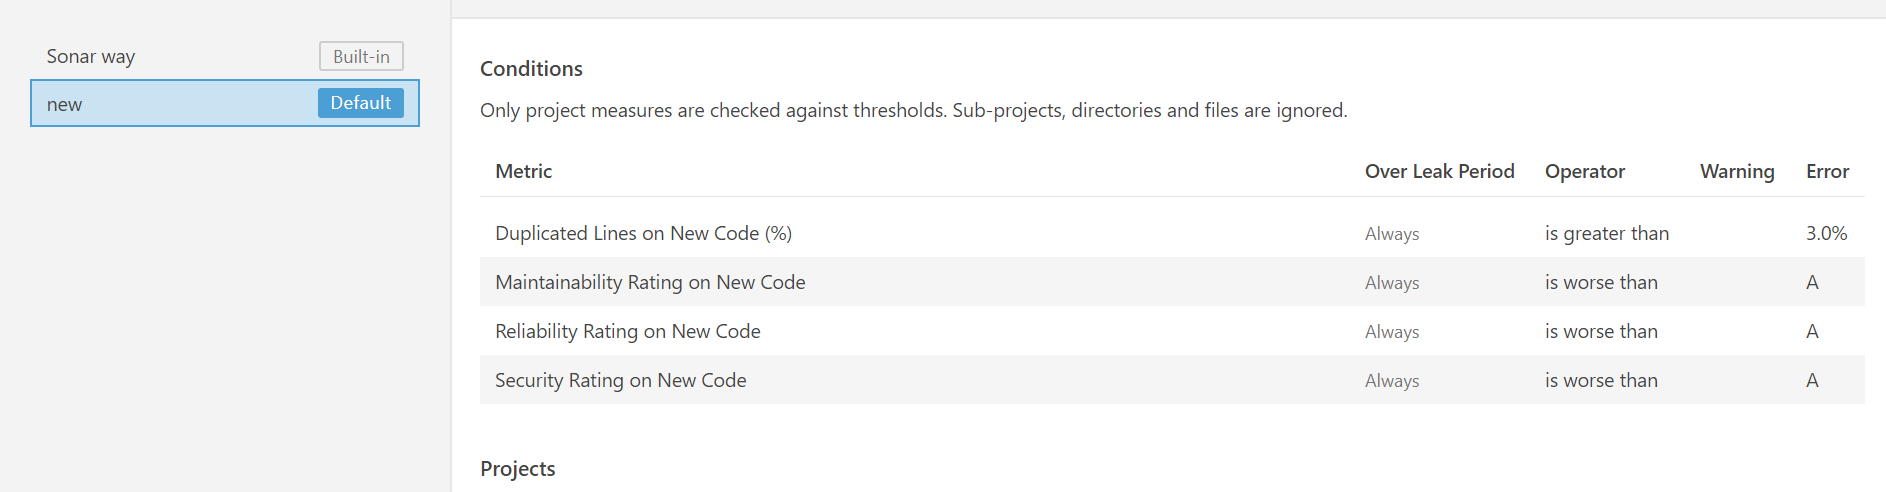 Sonar way Built-in
new Default
Conditions
Only project measures are checked against thresholds. Sub-projects, directories and files are ignored.
Metric Over Leak Period Operator Warning Error
Duplicated Lines on New Code (%) Always is greater than 3.0%
Maintainability Rating on New Code Always is worse than A
Reliability Rating on New Code Always is worse than A
Security Rating on New Code Always is worse than A
Projects